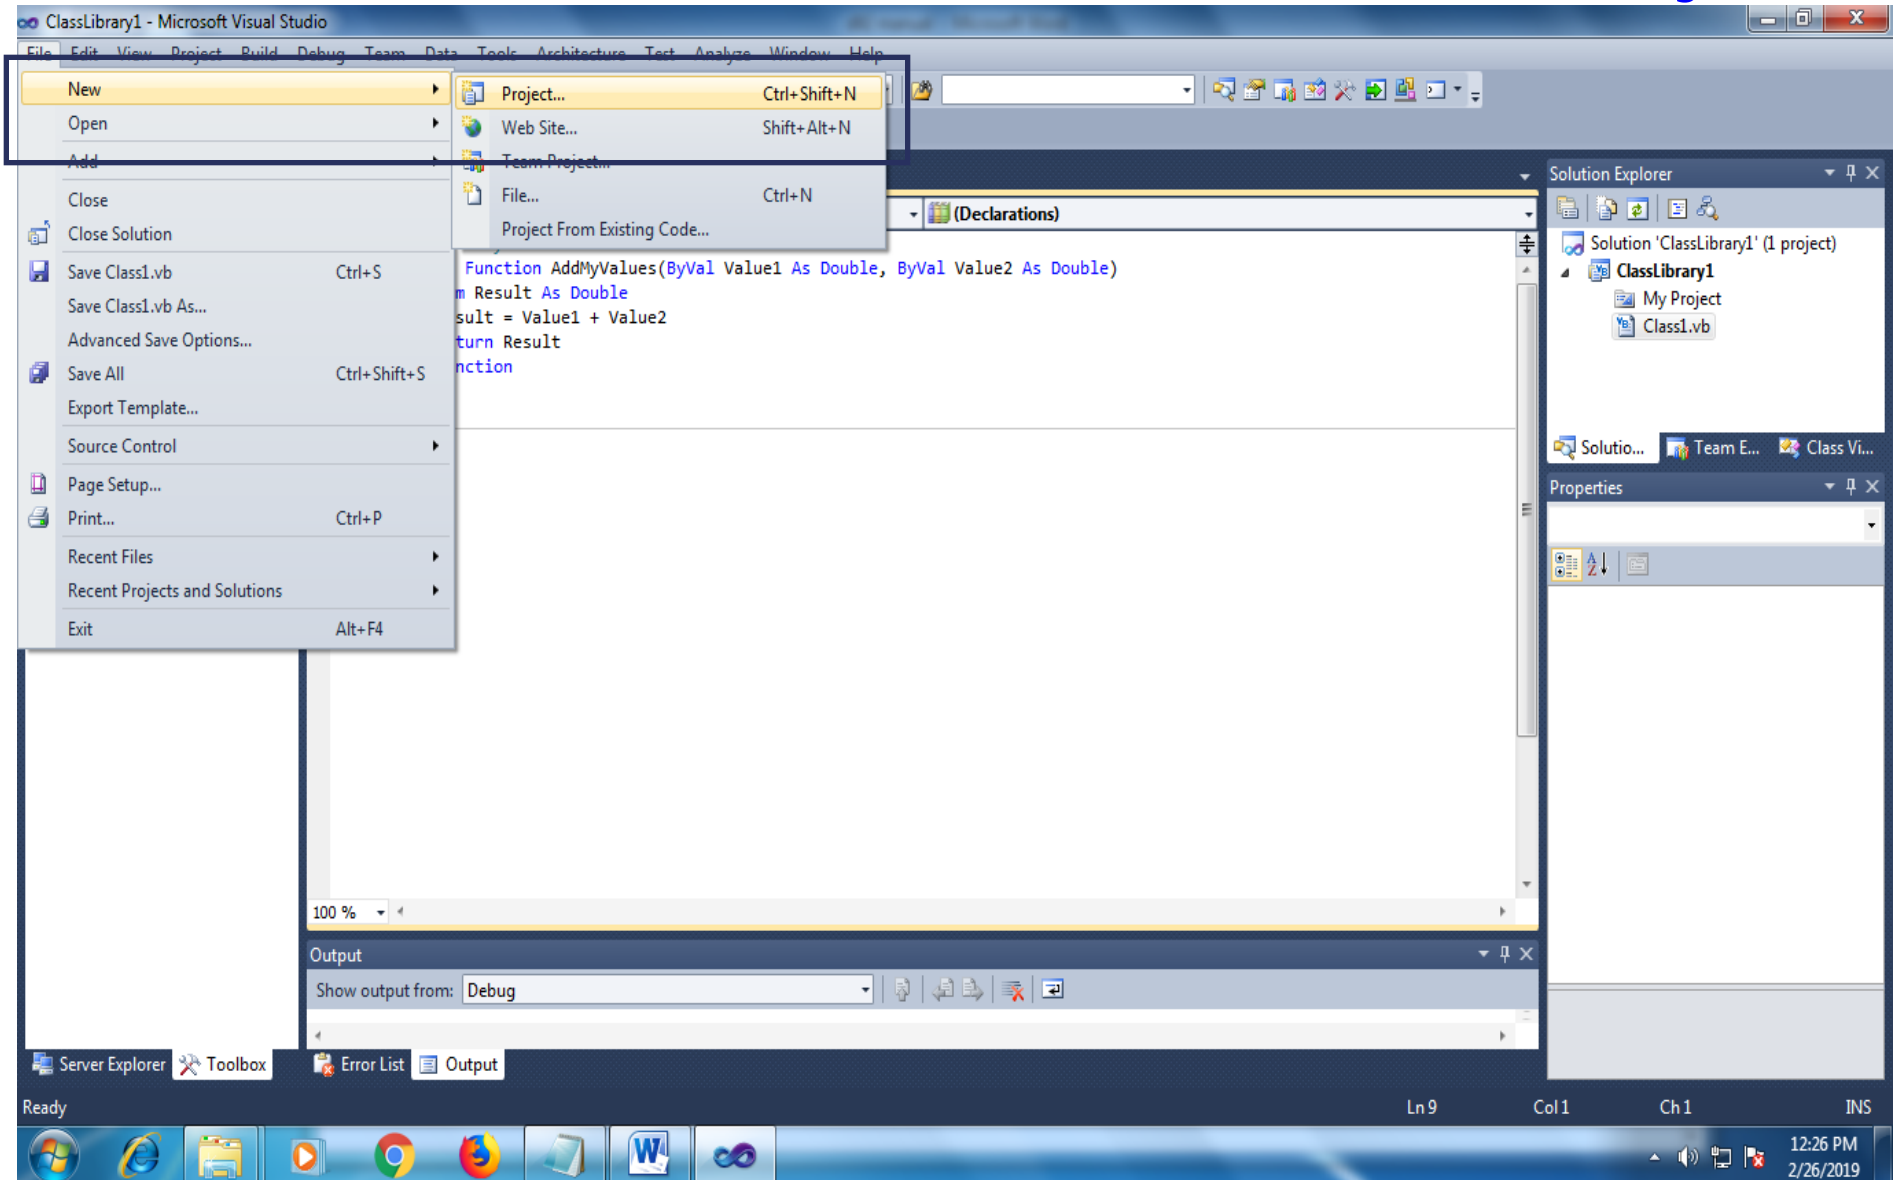 ClassLibrary1 - Microsoft Visual Studio
File Edit View Project Build Debug Team Data Tools Architecture Test Analyze Window Help
New
Project... Ctrl+Shift+N
Open
Web Site... Shift+Alt+N
Add
Team Project...
Close
File... Ctrl+N
Close Solution
Project From Existing Code...
Save Class1.vb Ctrl+S
Save Class1.vb As...
Advanced Save Options...
Save All Ctrl+Shift+S
Export Template...
Source Control
Page Setup...
Print... Ctrl+P
Recent Files
Recent Projects and Solutions
Exit Alt+F4
(Declarations)
Function AddMyValues(ByVal Value1 As Double, ByVal Value2 As Double)
m Result As Double
sult = Value1 + Value2
turn Result
nction
100 %
Solution Explorer
Solution 'ClassLibrary1' (1 project)
ClassLibrary1
My Project
Class1.vb
Solutio... Team E... Class Vi...
Properties
Output
Show output from: Debug
Server Explorer Toolbox Error List Output
Ready Ln 9 Col 1 Ch 1 INS
12:26 PM
2/26/2019